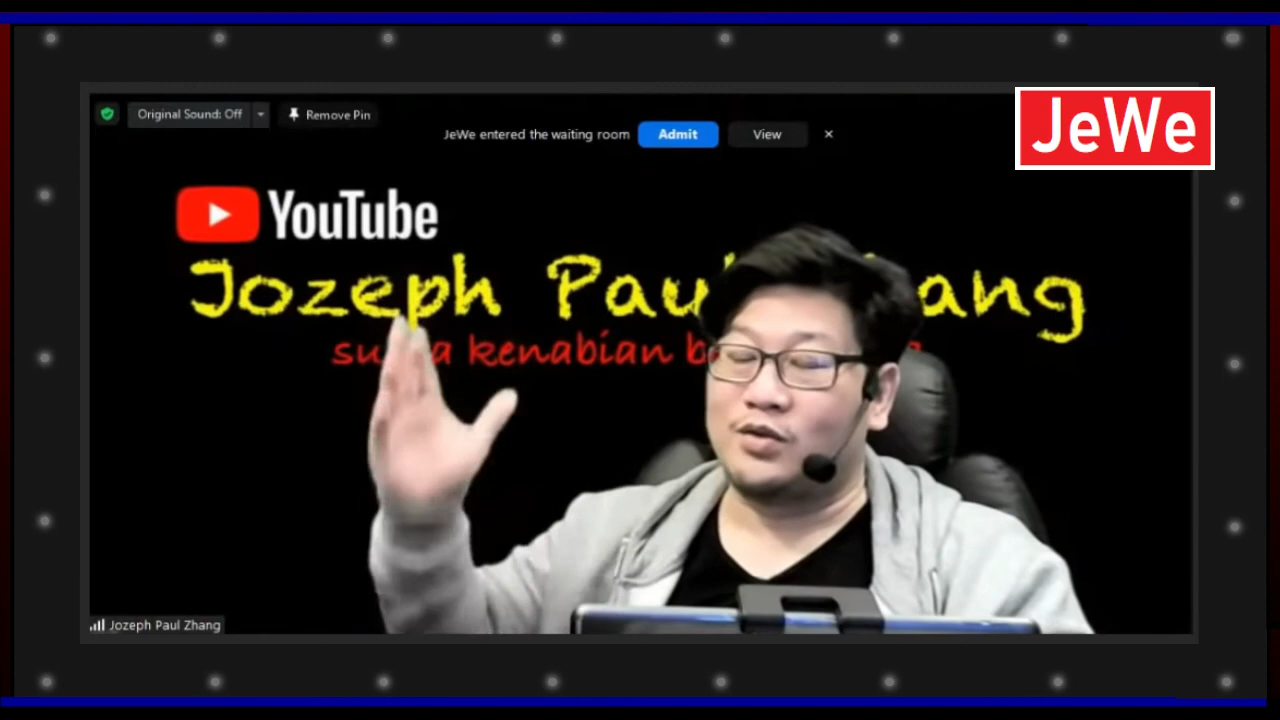 Original Sound: Off
Remove Pin
JeWe entered the waiting room
Admit
View
JeWe
YouTube
Jozeph Pau ang
kenabian
Jozeph Paul Zhang